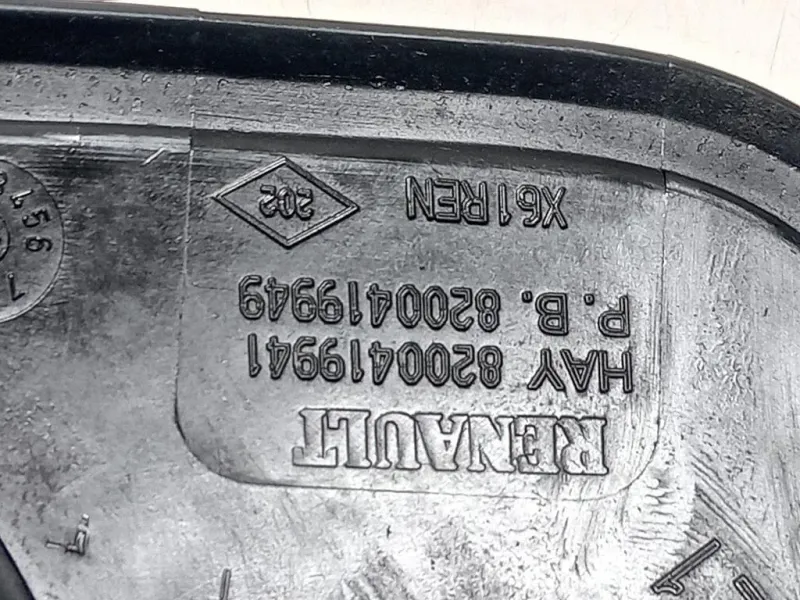 RENAULT
HAY 8200419941
P.B. 8200419949
X61REN 202